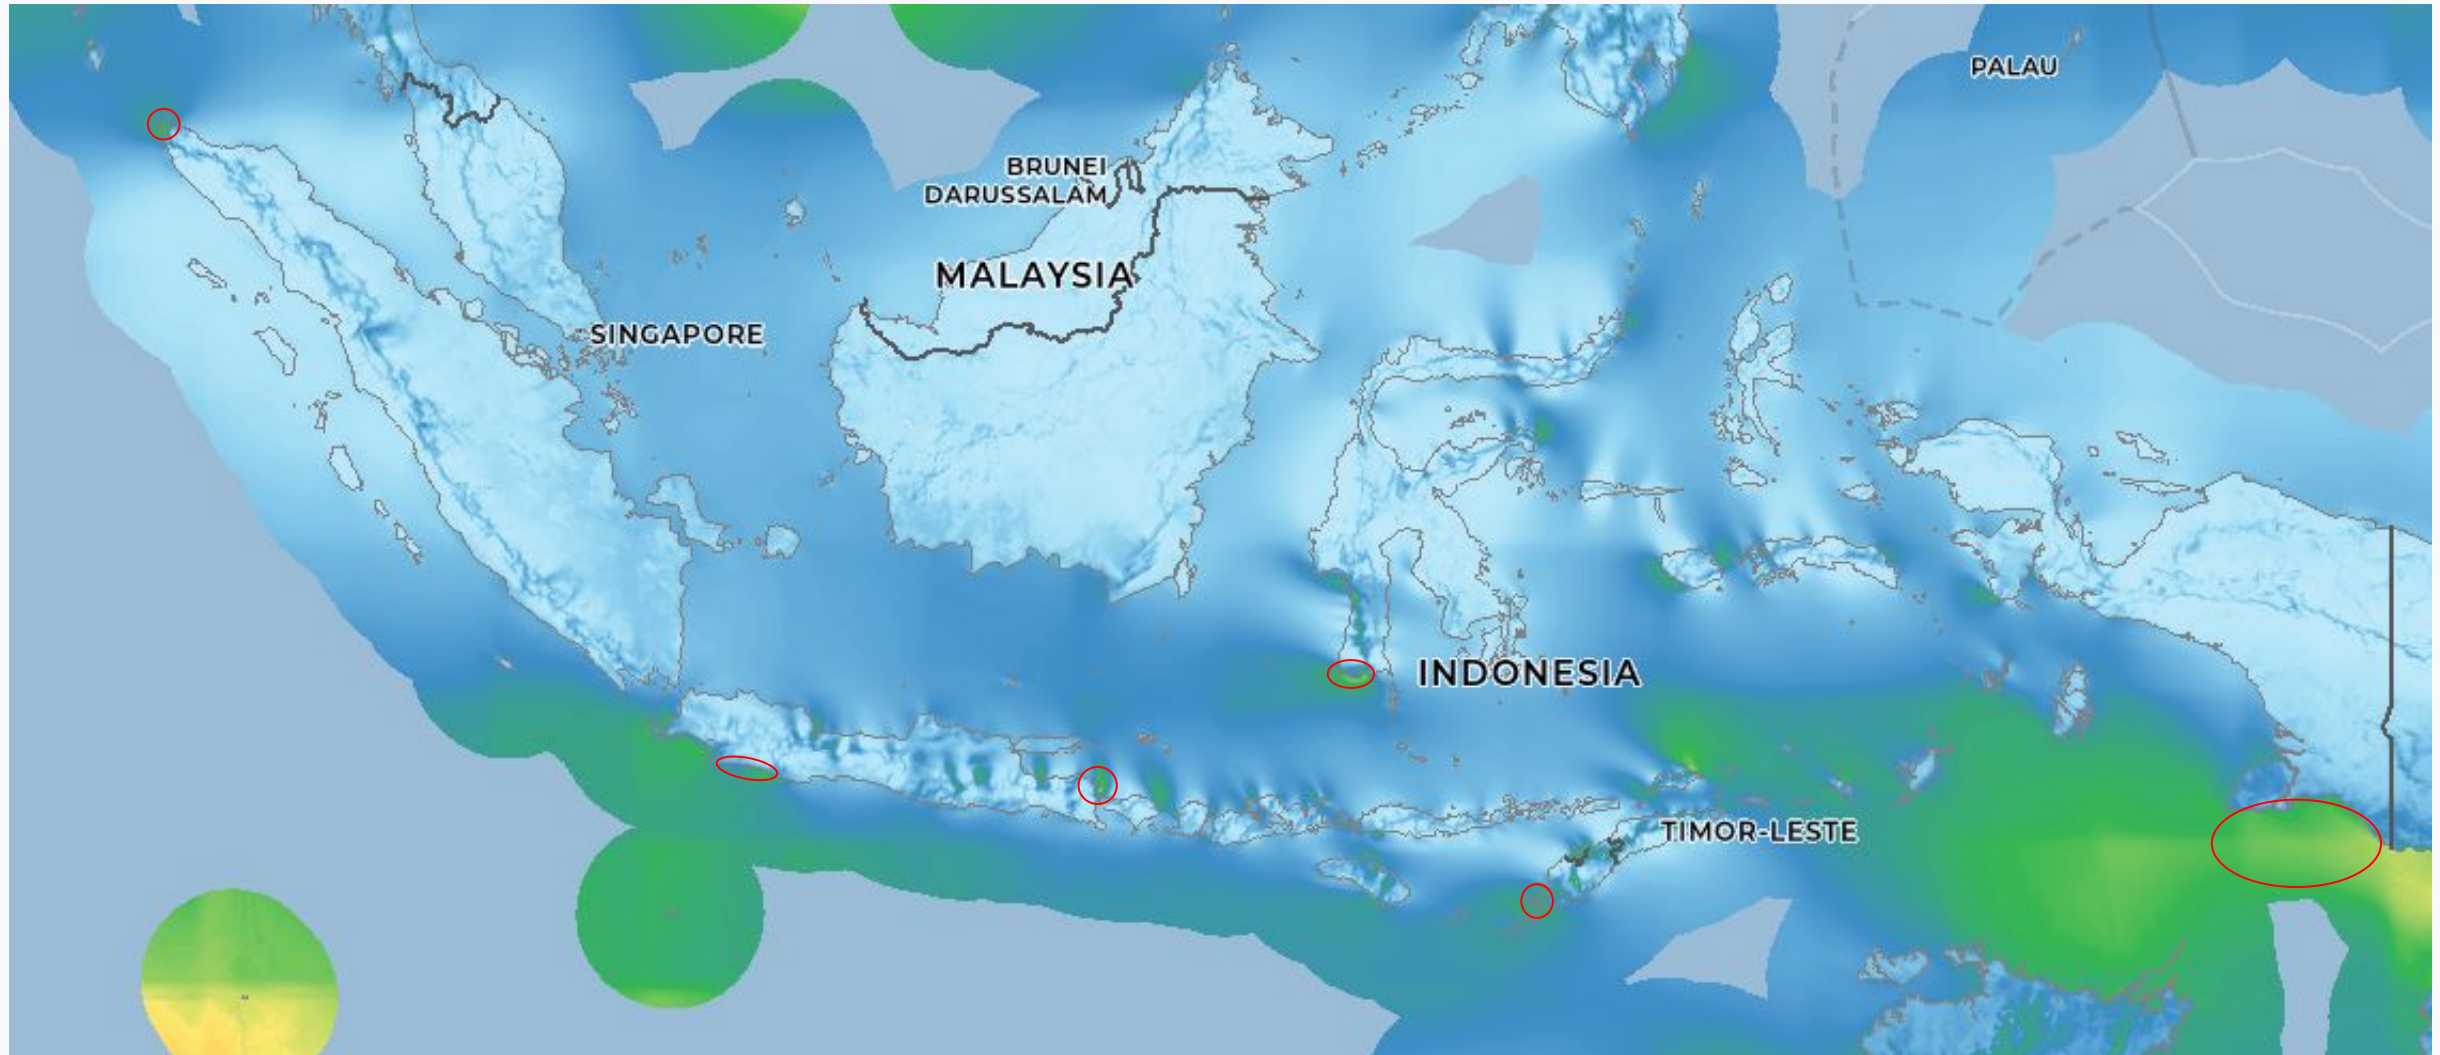 PALAU
BRUNEI
DARUSSALAM
MALAYSIA
SINGAPORE
INDONESIA
TIMOR-LESTE